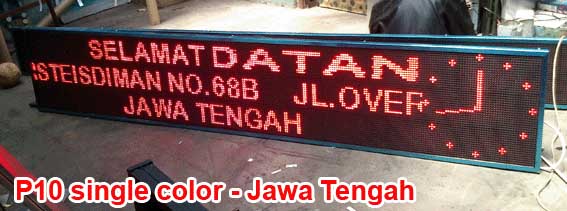 SELAMAT DATAN
ISTEISDIMAN NO.68B JL.OVER
JAWA TENGAH
P10 single color - Jawa Tengah